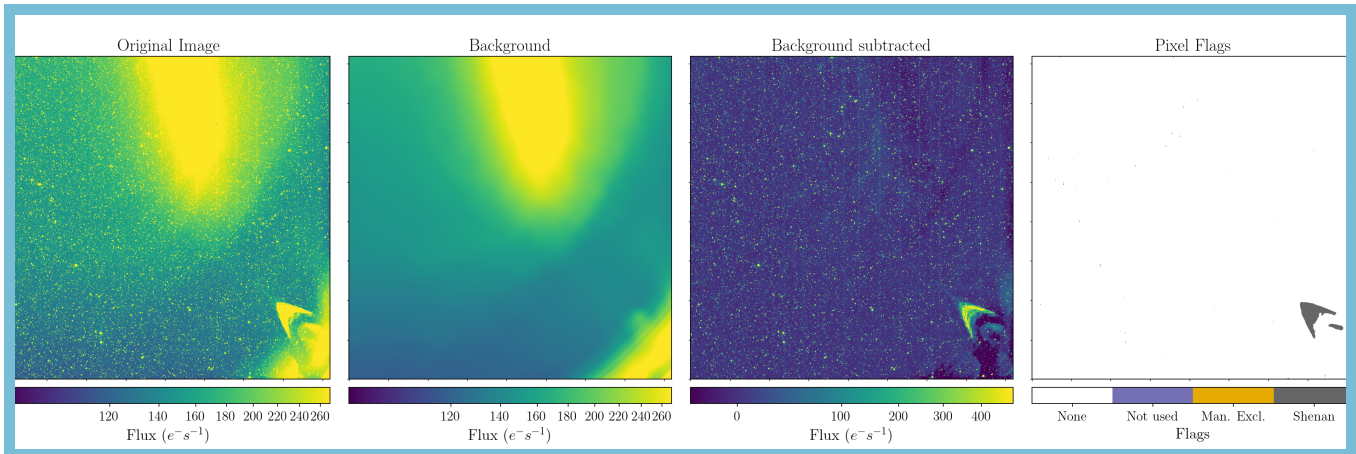 Original Image
Background
Background subtracted
Pixel Flags
120 140 160 180 200 220 240 260
120 140 160 180 200 220 240 260
0 100 200 300 400
None Not used Man. Excl. Shenan
Flux (e⁻s⁻¹)
Flux (e⁻s⁻¹)
Flux (e⁻s⁻¹)
Flags